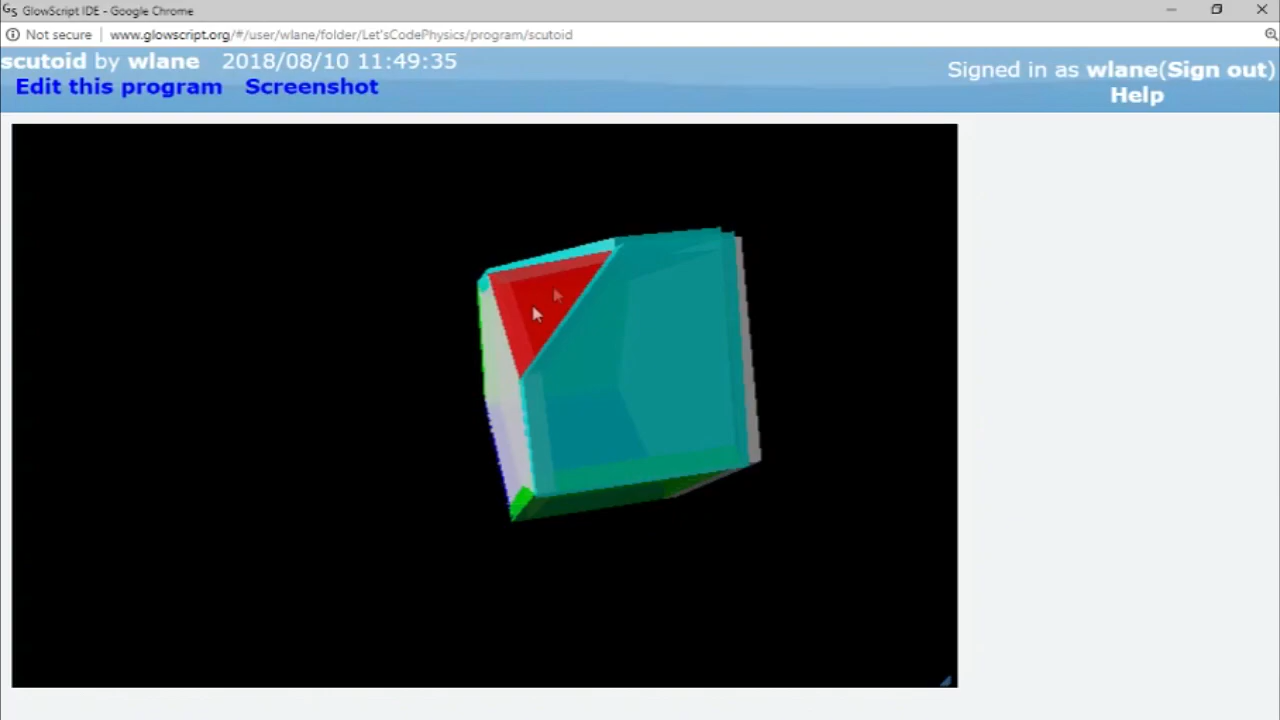 GS GlowScript IDE - Google Chrome
Not secure | www.glowscript.org/#/user/wlane/folder/Let'sCodePhysics/program/scutoid
scutoid by wlane 2018/08/10 11:49:35
Signed in as wlane(Sign out)
Edit this program Screenshot
Help